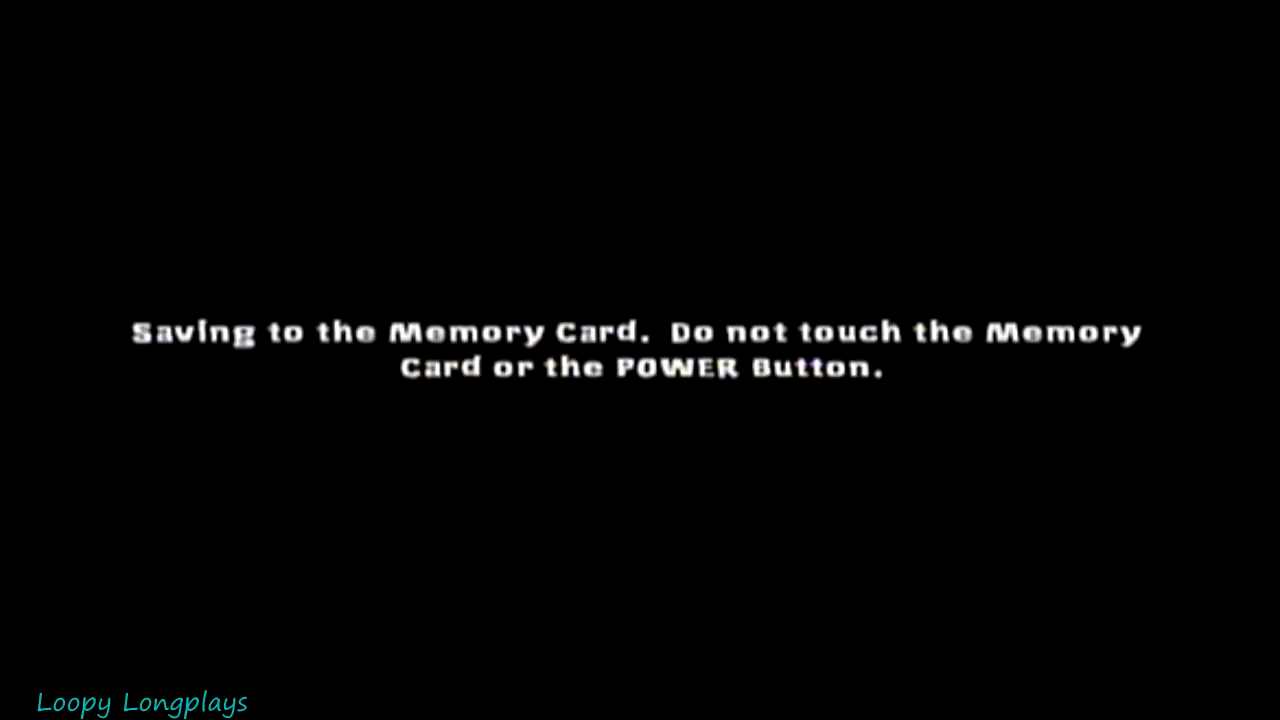 Saving to the Memory Card.  Do not touch the Memory
Card or the POWER Button.
Loopy Longplays